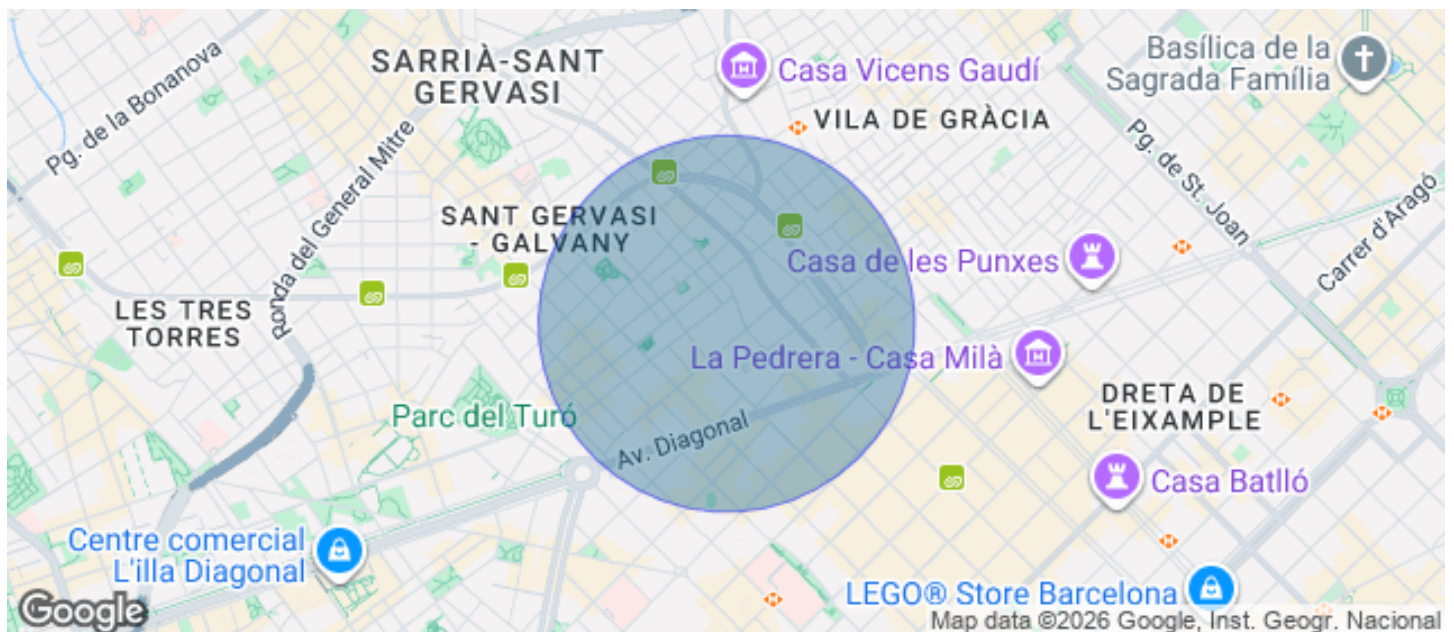 Pg. de la Bonanova
SARRIÀ-SANT
GERVASI
Casa Vicens Gaudí
Basílica de la
Sagrada Família
VILA DE GRÀCIA
Ronda del General Mitre
Pg. de St. Joan
Carrer d'Aragó
SANT GERVASI
- GALVANY
Casa de les Punxes
LES TRES
TORRES
La Pedrera - Casa Milà
DRETA DE
L'EIXAMPLE
Parc del Turó
Av. Diagonal
Casa Batlló
Centre comercial
L'illa Diagonal
LEGO® Store Barcelona
Google
Map data ©2026 Google, Inst. Geogr. Nacional